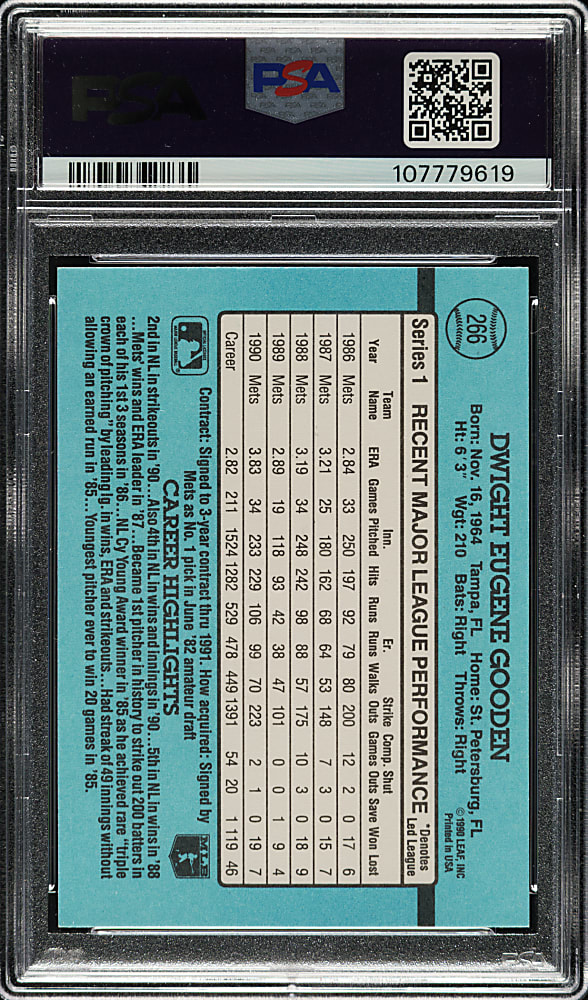 PSA
PSA
107779619
266
DWIGHT EUGENE GOODEN
Born: Nov. 16, 1964 Tampa, FL Home: St. Petersburg, FL
Ht: 6' 3" Wgt: 210 Bats: Right Throws: Right
© 1990 LEAF, INC.
Printed in USA
Series 1 RECENT MAJOR LEAGUE PERFORMANCE *Denotes Led League
Team Inn. Er. Strike Comp. Shut
Year Name ERA Games Pitched Hits Runs Runs Walks Outs Games Outs Save Won Lost
1986 Mets 2.84 33 250 197 92 79 80 200 12 2 0 17 6
1987 Mets 3.21 25 180 162 68 64 53 148 7 3 0 15 7
1988 Mets 3.19 34 248 242 98 88 57 175 10 3 0 18 9
1989 Mets 2.89 19 118 93 42 38 47 101 0 0 1 9 4
1990 Mets 3.83 34 233 229 106 99 70 223 2 1 0 19 7
Career 2.82 211 1524 1282 529 478 449 1391 54 20 1 119 46
Contract: Signed to 3-year contract thru 1991. How acquired: Signed by
Mets as No. 1 pick in June '82 amateur draft
MLB
CAREER HIGHLIGHTS
2nd in NL in strikeouts in '90...Also 4th in NL in wins and innings in '90...5th in NL in wins in '88
...Mets' wins and ERA leader in '87...Became 1st pitcher in history to strike out 200 batters in
each of his 1st 3 seasons in '86...NL Cy Young Award winner in '85 as he achieved rare "triple
crown of pitching" by leading lg. in wins, ERA and strikeouts...Had streak of 49 innings without
allowing an earned run in '85...Youngest pitcher ever to win 20 games in '85.
PSA